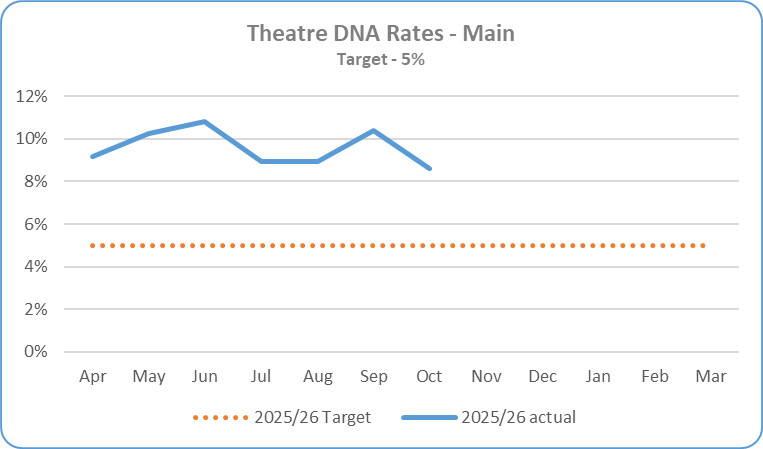 Theatre DNA Rates - Main
Target - 5%
12%
10%
8%
6%
4%
2%
0%
Apr May Jun Jul Aug Sep Oct Nov Dec Jan Feb Mar
2025/26 Target 2025/26 actual